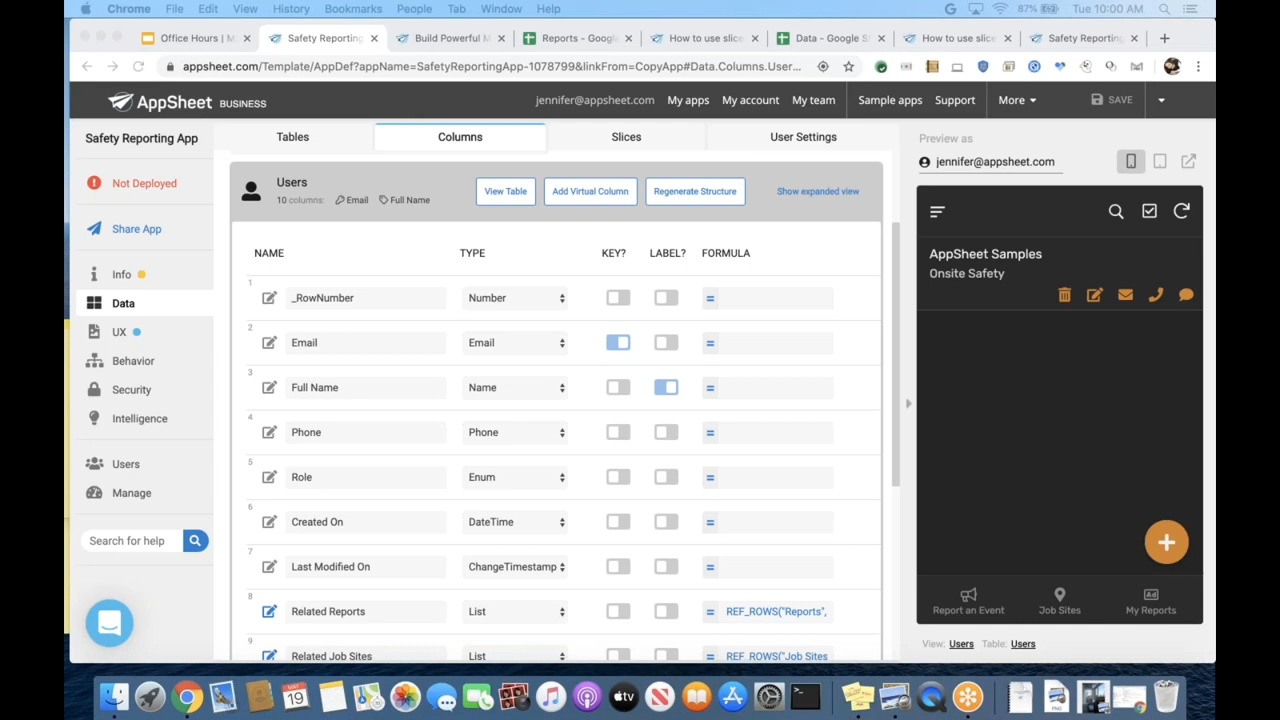 Chrome File Edit View History Bookmarks People Tab Window Help 87% Tue 10:00 AM
Office Hours | M
Safety Reporting
Build Powerful M
Reports - Google
How to use slice
Data - Google S
How to use slice
Safety Reporting
appsheet.com/Template/AppDef?appName=SafetyReportingApp-1078799&linkFrom=CopyApp#Data.Columns.User...
AppSheet BUSINESS
jennifer@appsheet.com My apps My account My team Sample apps Support More SAVE
Safety Reporting App
Not Deployed
Share App
Info
Data
UX
Behavior
Security
Intelligence
Users
Manage
Search for help
Tables Columns Slices User Settings
Users
10 columns: Email Full Name
View Table Add Virtual Column Regenerate Structure Show expanded view
NAME TYPE KEY? LABEL? FORMULA
1 _RowNumber Number =
2 Email Email =
3 Full Name Name =
4 Phone Phone =
5 Role Enum =
6 Created On DateTime =
7 Last Modified On ChangeTimestamp =
8 Related Reports List = REF_ROWS("Reports",
9 Related Job Sites List = REF_ROWS("Job Sites
Preview as
jennifer@appsheet.com
AppSheet Samples
Onsite Safety
Ad
Report an Event Job Sites My Reports
View: Users Table: Users
MAY
19
tv